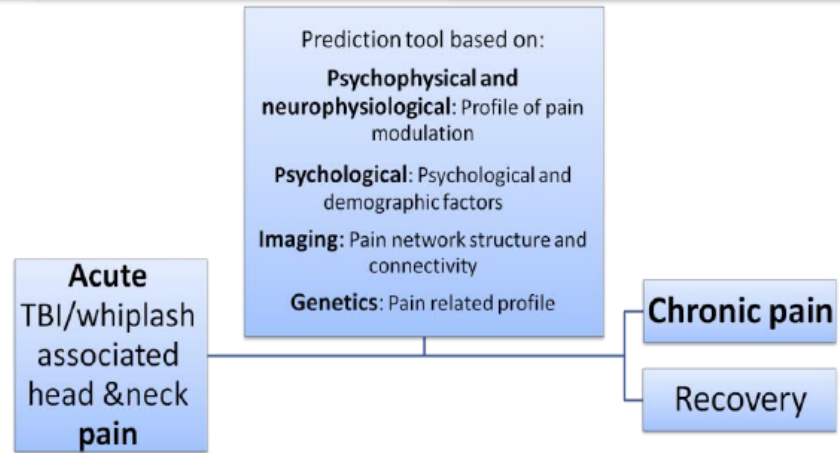 Prediction tool based on:
Psychophysical and
neurophysiological: Profile of pain
modulation
Psychological: Psychological and
demographic factors
Imaging: Pain network structure and
connectivity
Genetics: Pain related profile
Acute
TBI/whiplash
associated
head &neck
pain
Chronic pain
Recovery